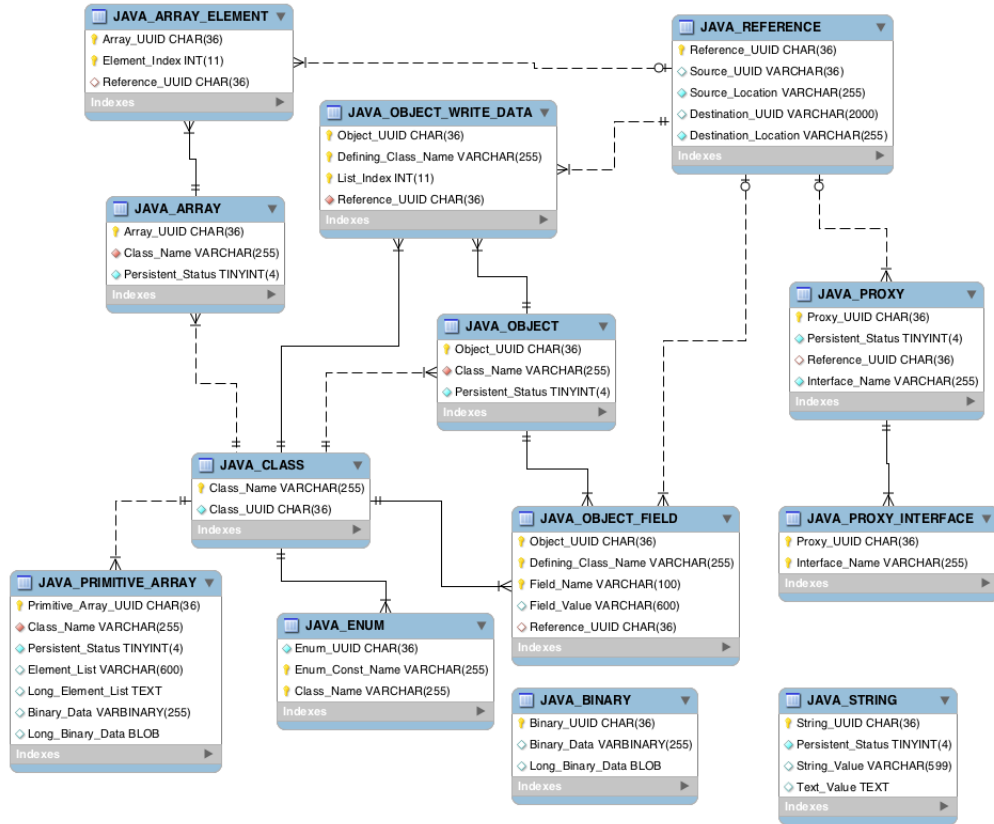 JAVA_ARRAY_ELEMENT
Array_UUID CHAR(36)
Element_Index INT(11)
Reference_UUID CHAR(36)
Indexes
JAVA_REFERENCE
Reference_UUID CHAR(36)
Source_UUID VARCHAR(36)
Source_Location VARCHAR(255)
Destination_UUID VARCHAR(2000)
Destination_Location VARCHAR(255)
Indexes
JAVA_OBJECT_WRITE_DATA
Object_UUID CHAR(36)
Defining_Class_Name VARCHAR(255)
List_Index INT(11)
Reference_UUID CHAR(36)
Indexes
JAVA_ARRAY
Array_UUID CHAR(36)
Class_Name VARCHAR(255)
Persistent_Status TINYINT(4)
Indexes
JAVA_PROXY
Proxy_UUID CHAR(36)
Persistent_Status TINYINT(4)
Reference_UUID CHAR(36)
Interface_Name VARCHAR(255)
Indexes
JAVA_OBJECT
Object_UUID CHAR(36)
Class_Name VARCHAR(255)
Persistent_Status TINYINT(4)
Indexes
JAVA_CLASS
Class_Name VARCHAR(255)
Class_UUID CHAR(36)
Indexes
JAVA_OBJECT_FIELD
Object_UUID CHAR(36)
Defining_Class_Name VARCHAR(255)
Field_Name VARCHAR(100)
Field_Value VARCHAR(600)
Reference_UUID CHAR(36)
Indexes
JAVA_PROXY_INTERFACE
Proxy_UUID CHAR(36)
Interface_Name VARCHAR(255)
Indexes
JAVA_PRIMITIVE_ARRAY
Primitive_Array_UUID CHAR(36)
Class_Name VARCHAR(255)
Persistent_Status TINYINT(4)
Element_List VARCHAR(600)
Long_Element_List TEXT
Binary_Data VARBINARY(255)
Long_Binary_Data BLOB
Indexes
JAVA_ENUM
Enum_UUID CHAR(36)
Enum_Const_Name VARCHAR(255)
Class_Name VARCHAR(255)
Indexes
JAVA_BINARY
Binary_UUID CHAR(36)
Binary_Data VARBINARY(255)
Long_Binary_Data BLOB
Indexes
JAVA_STRING
String_UUID CHAR(36)
Persistent_Status TINYINT(4)
String_Value VARCHAR(599)
Text_Value TEXT
Indexes